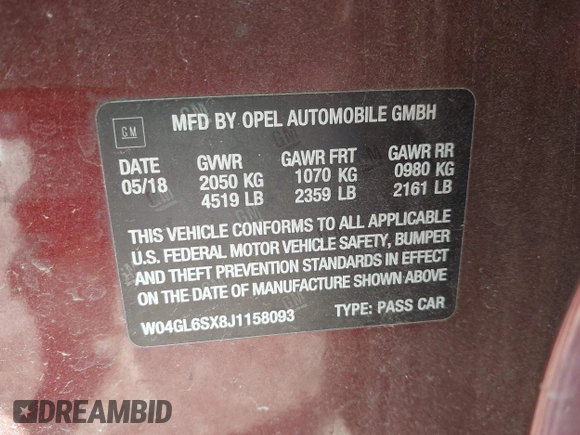 GM
MFD BY OPEL AUTOMOBILE GMBH
DATE GVWR GAWR FRT GAWR RR
05/18 2050 KG 1070 KG 0980 KG
4519 LB 2359 LB 2161 LB
THIS VEHICLE CONFORMS TO ALL APPLICABLE
U.S. FEDERAL MOTOR VEHICLE SAFETY, BUMPER
AND THEFT PREVENTION STANDARDS IN EFFECT
ON THE DATE OF MANUFACTURE SHOWN ABOVE
W04GL6SX8J1158093 TYPE: PASS CAR
DREAMBID